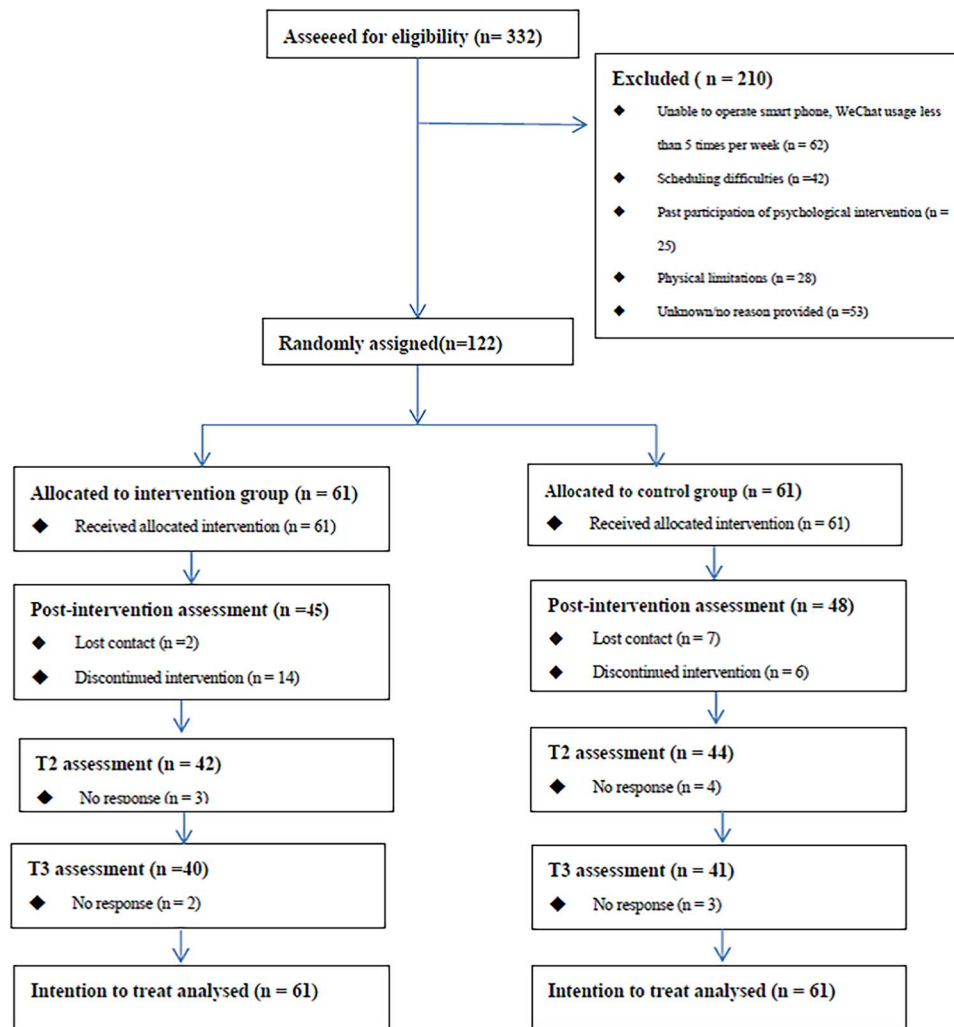 Asseeed for eligibility (n= 332)
Excluded ( n = 210)
◆ Unable to operate smart phone, WeChat usage less
than 5 times per week (n = 62)
◆ Scheduling difficulties (n =42)
◆ Past participation of psychological intervention (n =
25)
◆ Physical limitations (n = 28)
◆ Unknown/no reason provided (n =53)
Randomly assigned(n=122)
Allocated to intervention group (n = 61)
◆ Received allocated intervention (n = 61)
Allocated to control group (n = 61)
◆ Received allocated intervention (n = 61)
Post-intervention assessment (n =45)
◆ Lost contact (n =2)
◆ Discontinued intervention (n = 14)
Post-intervention assessment (n = 48)
◆ Lost contact (n = 7)
◆ Discontinued intervention (n = 6)
T2 assessment (n = 42)
◆ No response (n = 3)
T2 assessment (n = 44)
◆ No response (n = 4)
T3 assessment (n =40)
◆ No response (n = 2)
T3 assessment (n = 41)
◆ No response (n = 3)
Intention to treat analysed (n = 61)
Intention to treat analysed (n = 61)